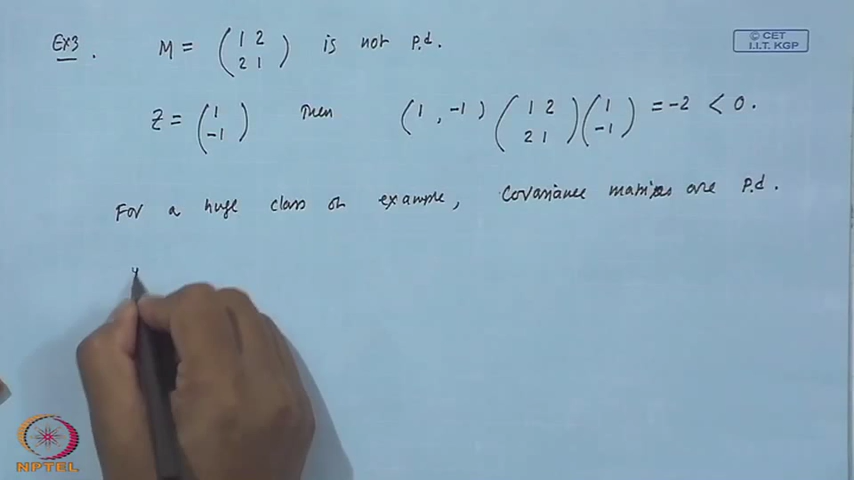 Ex3. M = ( 1 2 2 1 ) is not P.d.
© CET
I.I.T. KGP
Z = ( 1 -1 ) Then (1, -1) ( 1 2 2 1 ) ( 1 -1 ) = -2 < 0.
For a huge class of example, Covariance matrixes are P.d.
NPTEL